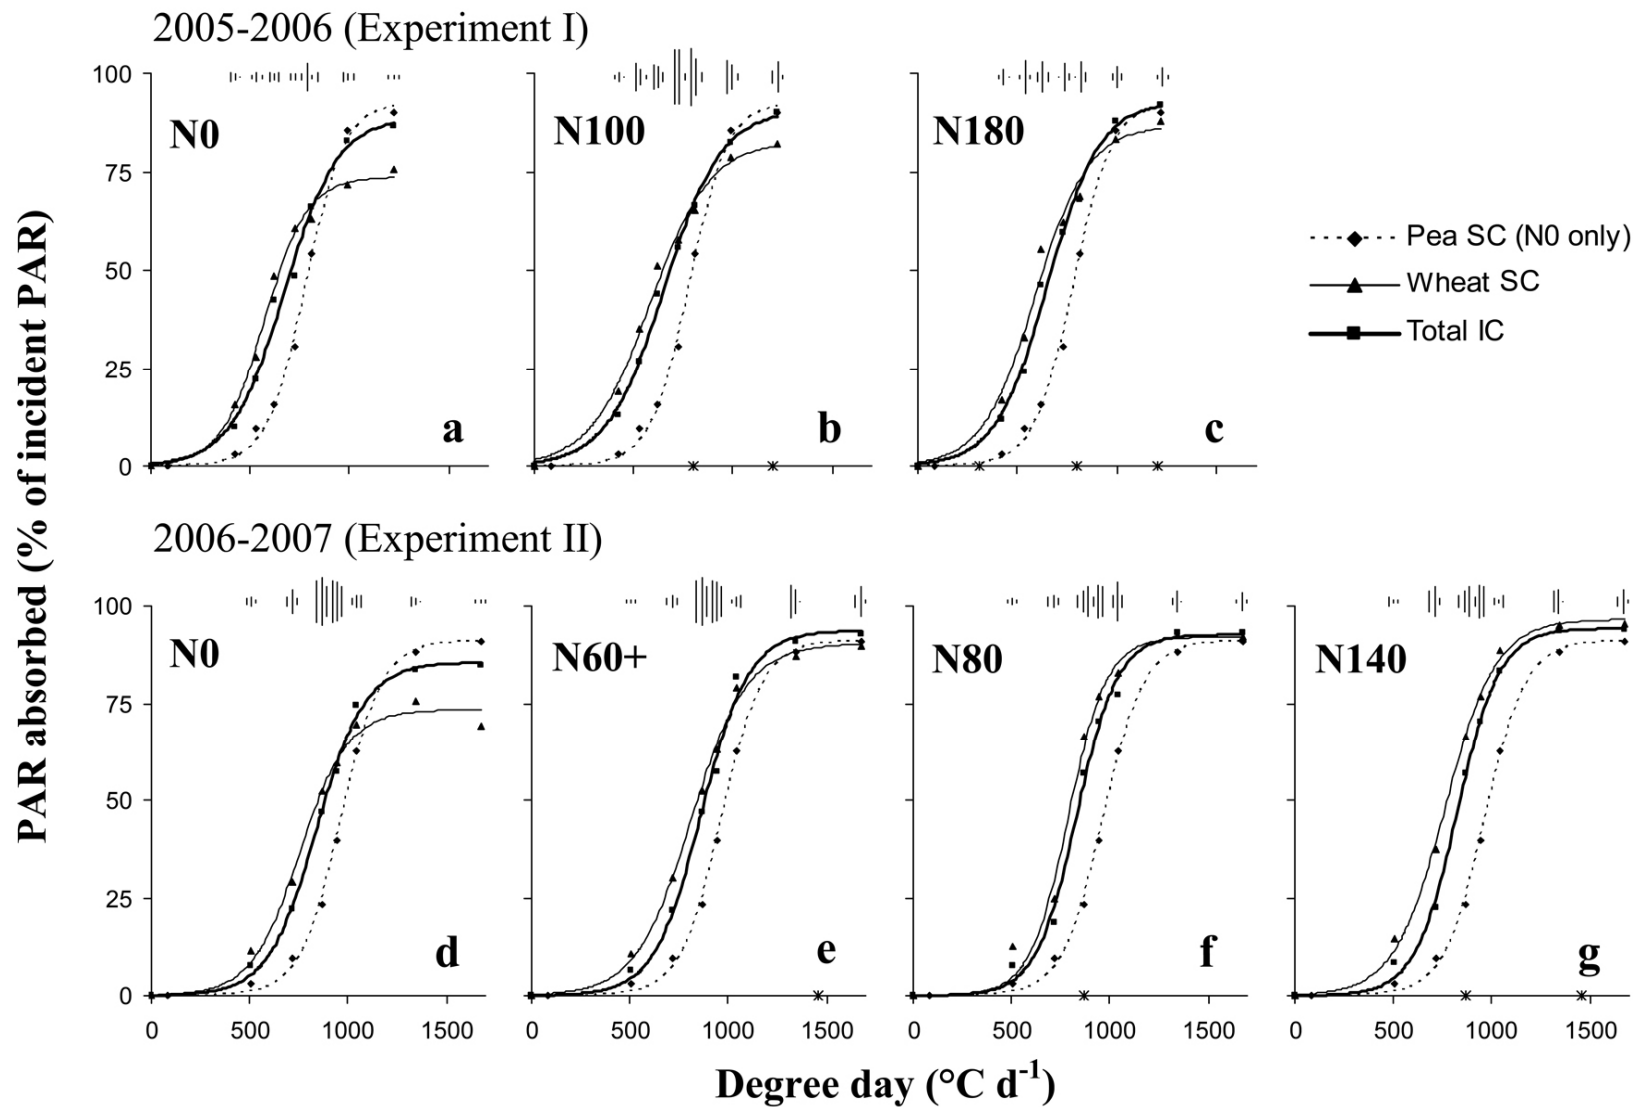 2005-2006 (Experiment I)
100
75
50
25
0
N0
a
N100
b
N180
c
Pea SC (N0 only)
Wheat SC
Total IC
PAR absorbed (% of incident PAR)
2006-2007 (Experiment II)
100
75
50
25
0
N0
d
N60+
e
N80
f
N140
g
0 500 1000 1500
0 500 1000 1500
0 500 1000 1500
0 500 1000 1500
Degree day (°C d-1)